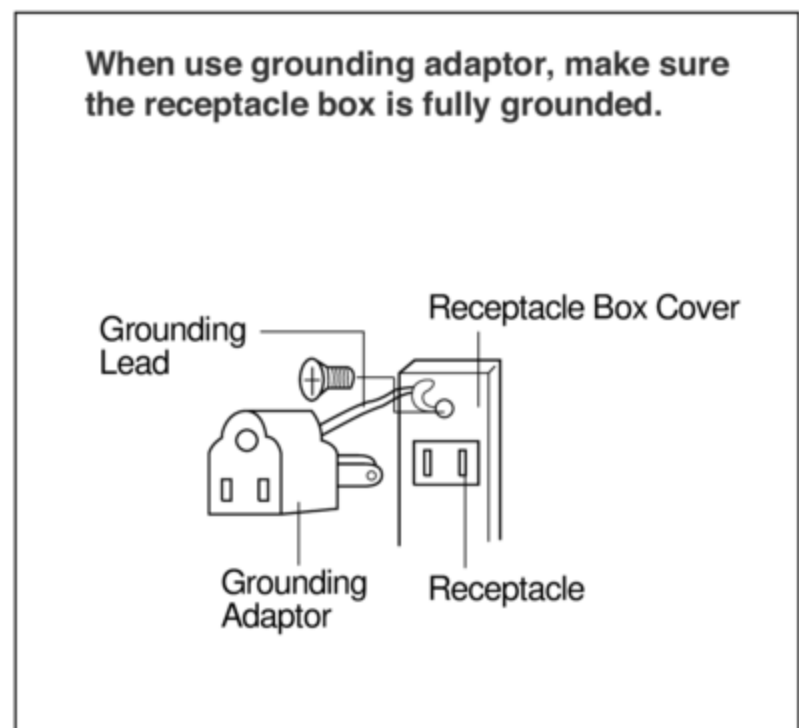 When use grounding adaptor, make sure
the receptacle box is fully grounded.
Receptacle Box Cover
Grounding
Lead
Grounding
Adaptor
Receptacle